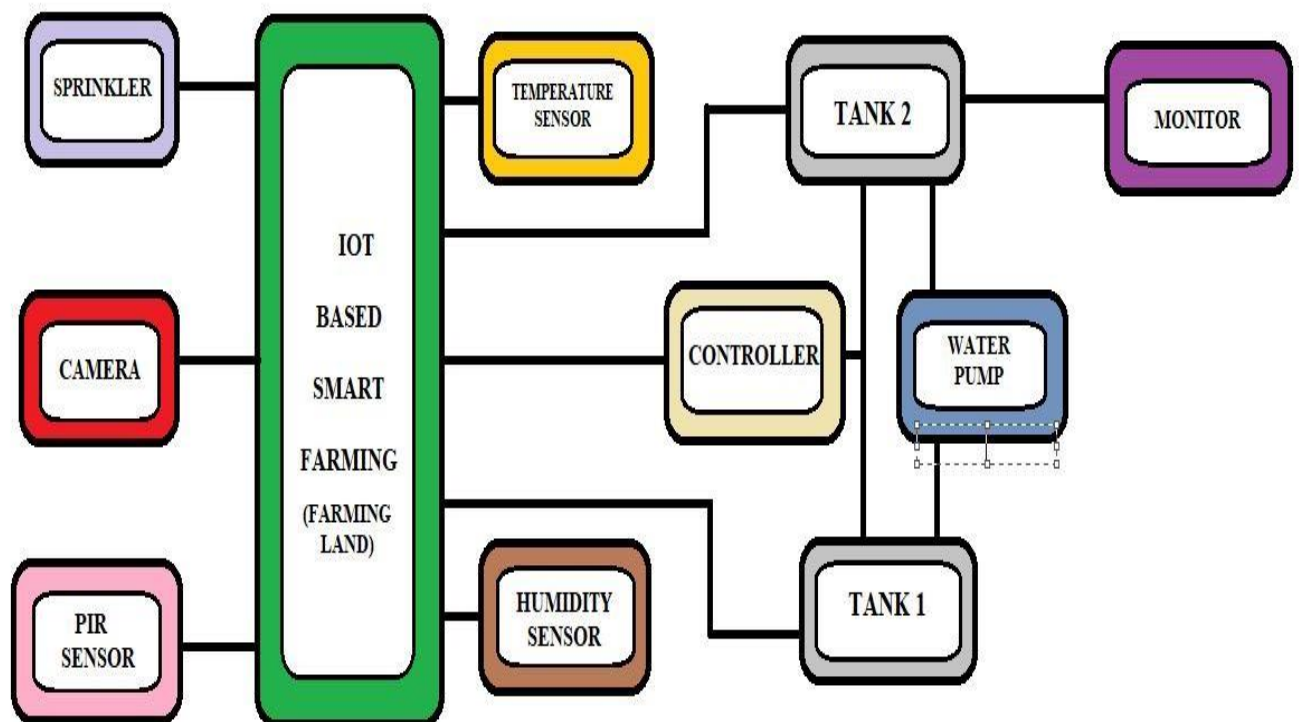 SPRINKLER
CAMERA
PIR
SENSOR
IOT
BASED
SMART
FARMING
(FARMING
LAND)
TEMPERATURE
SENSOR
HUMIDITY
SENSOR
CONTROLLER
TANK 2
WATER
PUMP
TANK 1
MONITOR